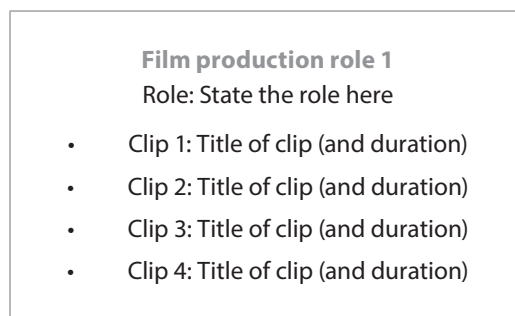 Film production role 1
Role: State the role here
• Clip 1: Title of clip (and duration)
• Clip 2: Title of clip (and duration)
• Clip 3: Title of clip (and duration)
• Clip 4: Title of clip (and duration)